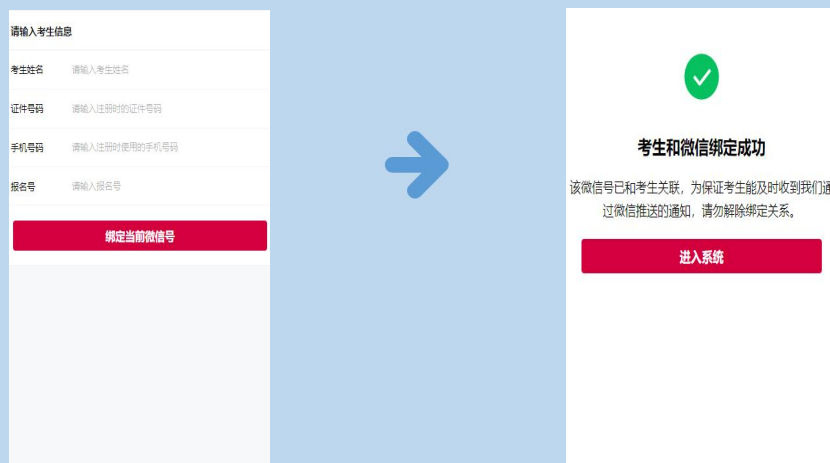 请输入考生信息
考生姓名 请输入考生姓名
证件号码 请输入注册时的证件号码
手机号码 请输入注册时使用的手机号码
报名号 请输入报名号
绑定当前微信号
考生和微信绑定成功
该微信号已和考生关联，为保证考生能及时收到我们通
过微信推送的通知，请勿解除绑定关系。
进入系统